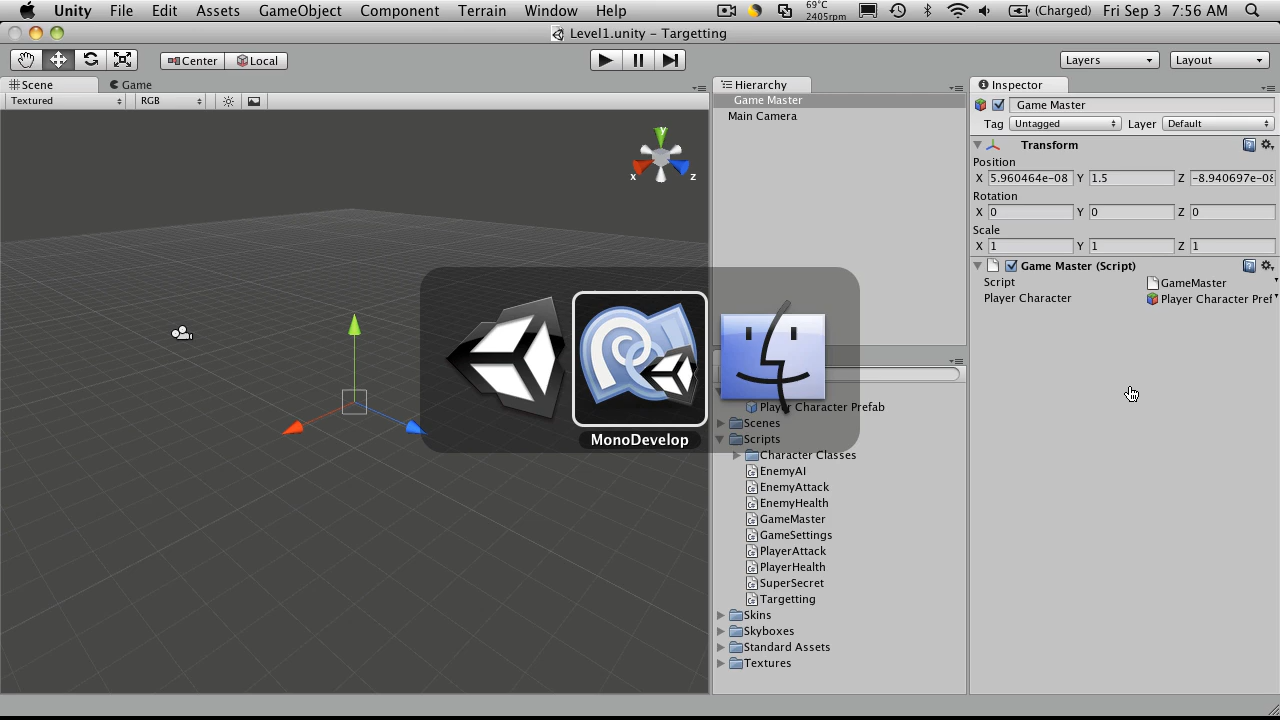 Unity File Edit Assets GameObject Component Terrain Window Help 69°C 2405rpm (Charged) Fri Sep 3 7:56 AM
Level1.unity – Targetting
Center Local Layers Layout
Scene Game Hierarchy Inspector
Textured RGB
Game Master
Main Camera
Game Master
Tag Untagged Layer Default
Transform
Position
X 5.960464e-08 Y 1.5 Z -8.940697e-08
Rotation
X 0 Y 0 Z 0
Scale
X 1 Y 1 Z 1
Game Master (Script)
Script GameMaster
Player Character Player Character Pref
y
x z
MonoDevelop
Player Character Prefab
Scenes
Scripts
Character Classes
EnemyAI
EnemyAttack
EnemyHealth
GameMaster
GameSettings
PlayerAttack
PlayerHealth
SuperSecret
Targetting
Skins
Skyboxes
Standard Assets
Textures